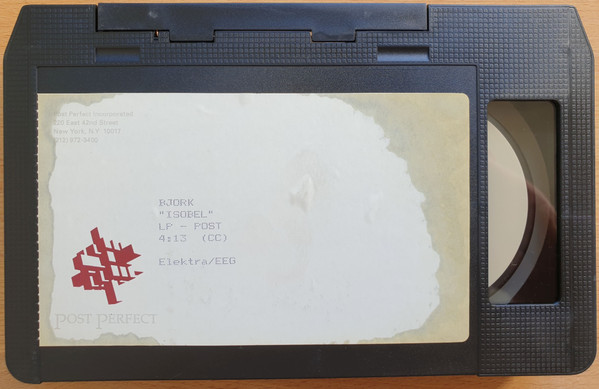 Post Perfect Incorporated
East 42nd Street
New York, N.Y. 10017
BJORK
"ISOBEL"
LP - POST
4:13 (CC)
Elektra/EEG
POST PERFECT